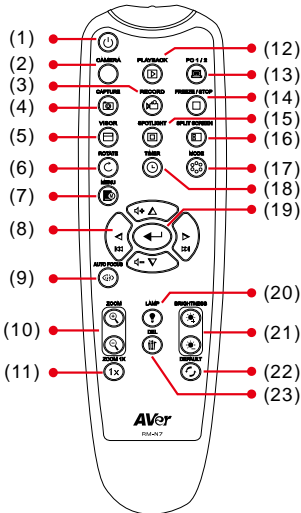 (1)
(2) CAMERA PLAYBACK PC 1 / 2 (12)
(13)
(3) CAPTURE RECORD FREEZE / STOP (14)
(4)
(15)
(5) VISOR SPOTLIGHT SPLIT SCREEN (16)
(6) ROTATE TIMER MODE (17)
(18)
(7) MENU
(8) (19)
AUTO FOCUS
(9)
(20)
ZOOM LAMP BRIGHTNESS
(10) DEL (21)
ZOOM 1X DEFAULT
(11) 1x (22)
(23)
AVer
RM-N7